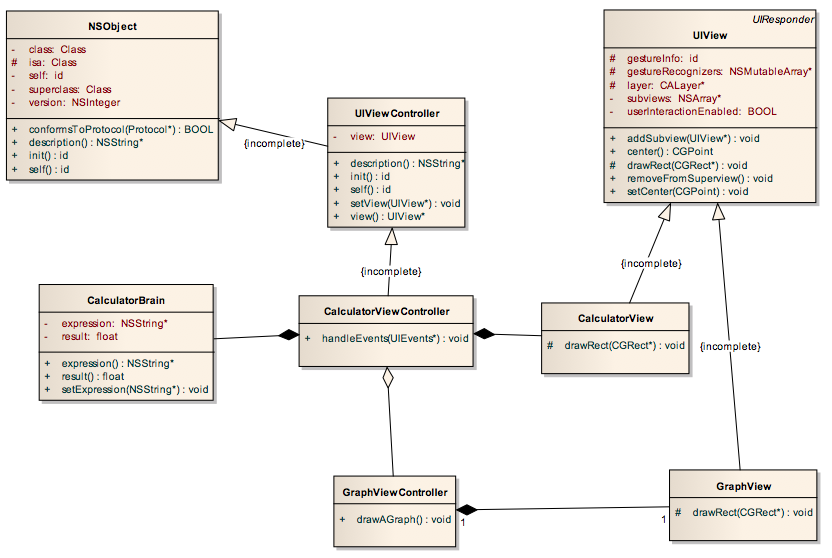 NSObject
- class: Class
# isa: Class
- self: id
- superclass: Class
- version: NSInteger
+ conformsToProtocol(Protocol*) : BOOL
+ description() : NSString*
+ init() : id
+ self() : id
UIResponder
UIView
# gestureInfo: id
# gestureRecognizers: NSMutableArray*
# layer: CALayer*
- subviews: NSArray*
- userInteractionEnabled: BOOL
+ addSubview(UIView*) : void
+ center() : CGPoint
# drawRect(CGRect*) : void
+ removeFromSuperview() : void
+ setCenter(CGPoint) : void
UIViewController
- view: UIView
+ description() : NSString*
+ init() : id
+ self() : id
+ setView(UIView*) : void
+ view() : UIView*
{incomplete}
{incomplete}
{incomplete}
{incomplete}
CalculatorBrain
- expression: NSString*
- result: float
+ expression() : NSString*
+ result() : float
+ setExpression(NSString*) : void
CalculatorViewController
+ handleEvents(UIEvents*) : void
CalculatorView
# drawRect(CGRect*) : void
GraphViewController
+ drawAGraph() : void
1
1
GraphView
# drawRect(CGRect*) : void